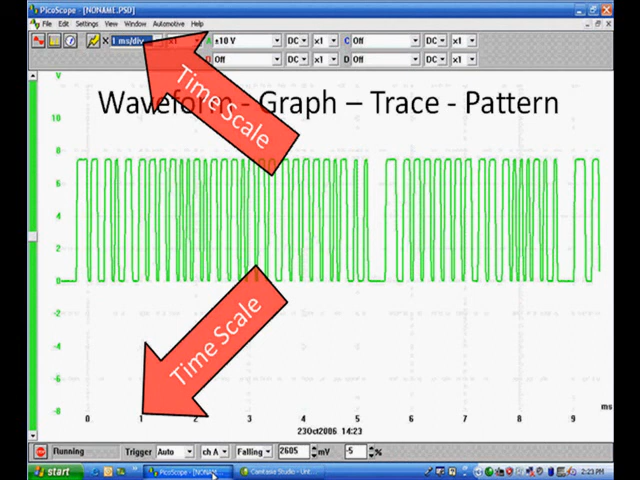 PicoScope - [NONAME.PSD]
File Edit Settings View Window Automotive Help
X 1 ms/div x1 A ±10 V DC x1 C Off DC x1
Off DC x1 D Off DC x1
Time Scale
Waveform - Graph – Trace - Pattern
V
10
8
6
4
2
0
-2
-4
-6
-8
Time Scale
0 1 2 3 4 5 6 7 8 9 ms
23Oct2006 14:23
Running Trigger Auto ch A Falling 2605 mV -5 %
start PicoScope - [NONAME... Camtasia Studio - Unt... 2:23 PM